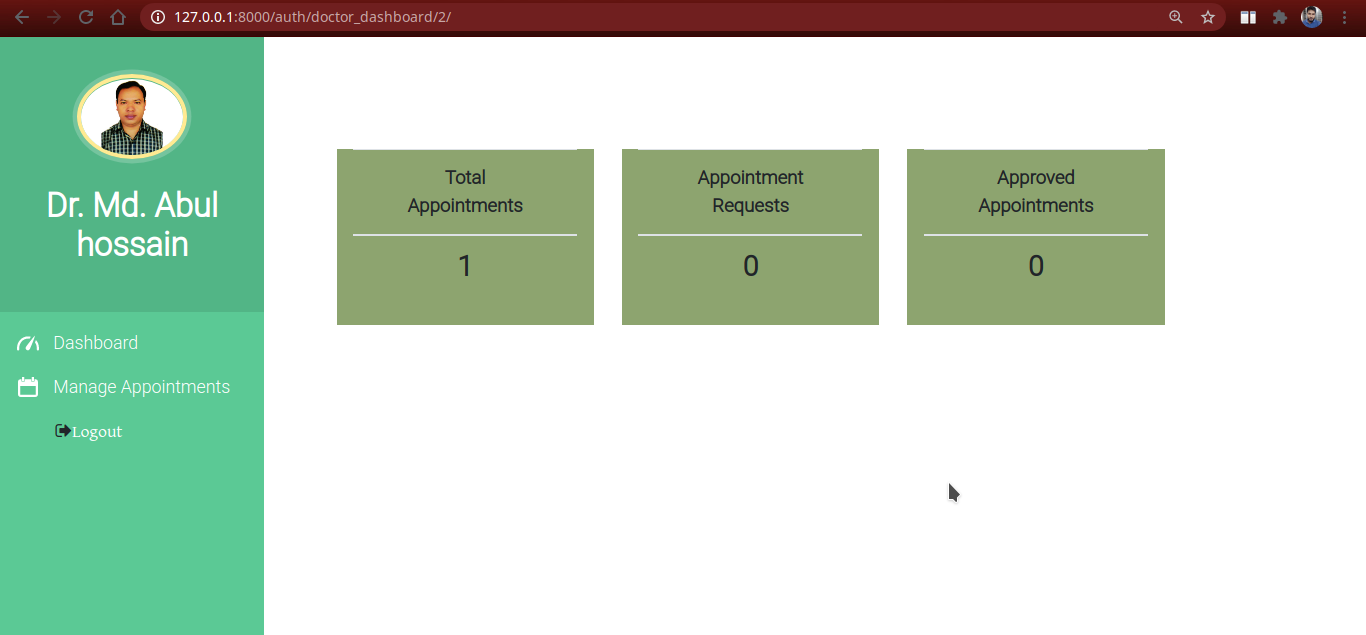 127.0.0.1:8000/auth/doctor_dashboard/2/
Dr. Md. Abul
hossain
Dashboard
Manage Appointments
Logout
Total
Appointments
1
Appointment
Requests
0
Approved
Appointments
0